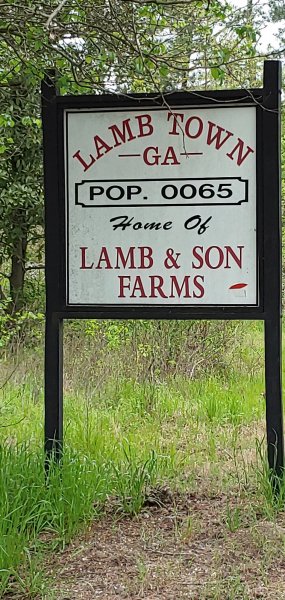 LAMB TOWN
-GA-
POP. 0065
Home Of
LAMB & SON
FARMS